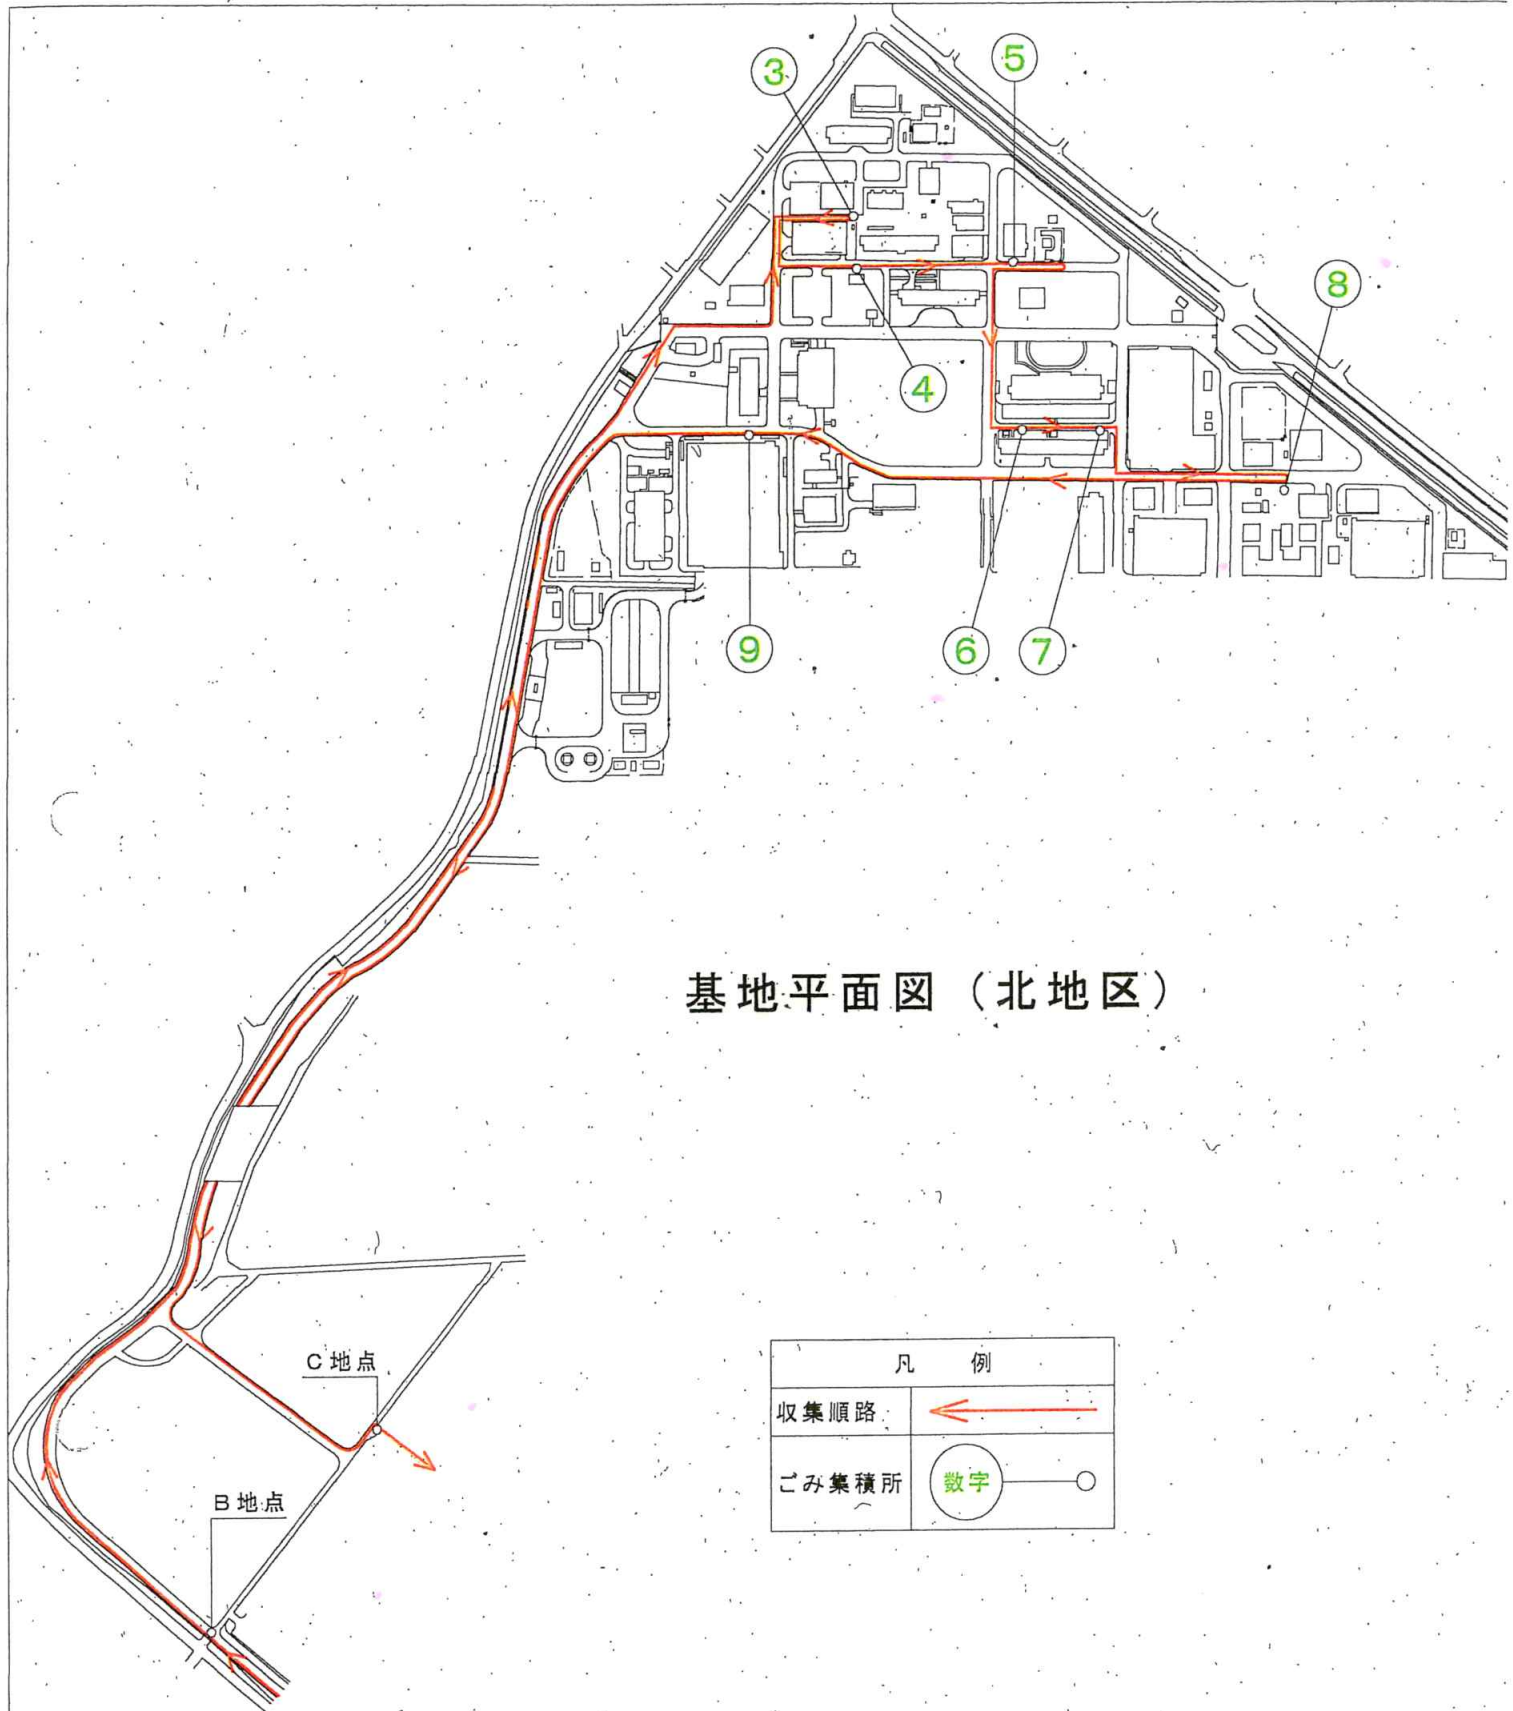 ③
⑤
⑧
④
⑨
⑥
⑦
基地平面図（北地区）
C地点
B地点
凡 例
収集順路
ごみ集積所
数字